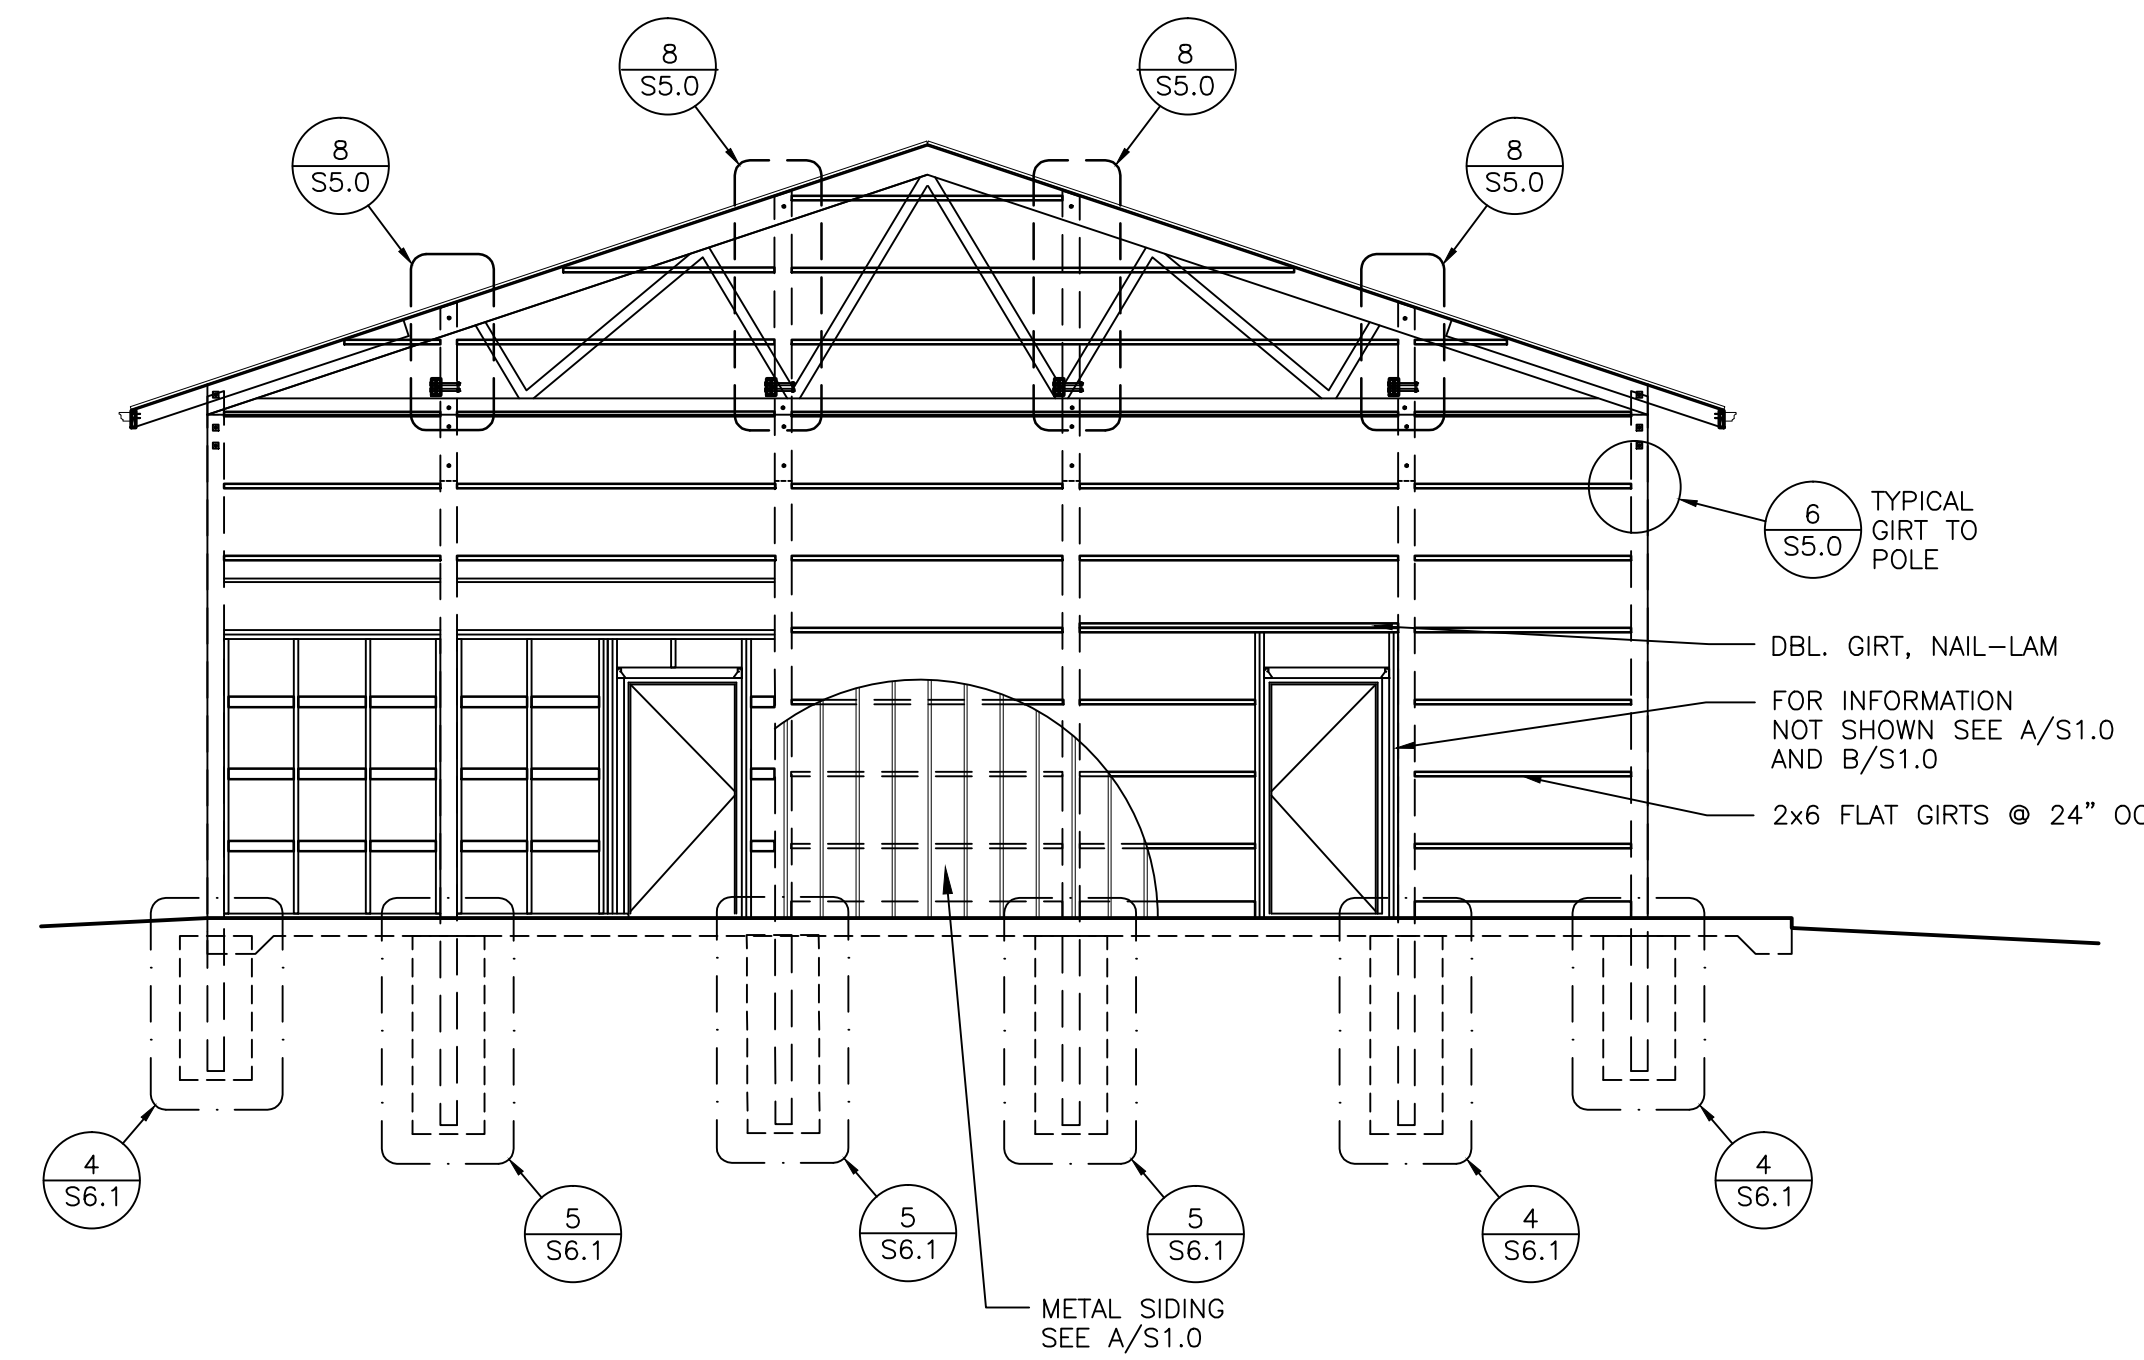 8
S5.0
8
S5.0
8
S5.0
8
S5.0
6
S5.0
TYPICAL
GIRT TO
POLE
DBL. GIRT, NAIL-LAM
FOR INFORMATION
NOT SHOWN SEE A/S1.0
AND B/S1.0
2x6 FLAT GIRTS @ 24" OC
4
S6.1
5
S6.1
5
S6.1
5
S6.1
4
S6.1
4
S6.1
METAL SIDING
SEE A/S1.0